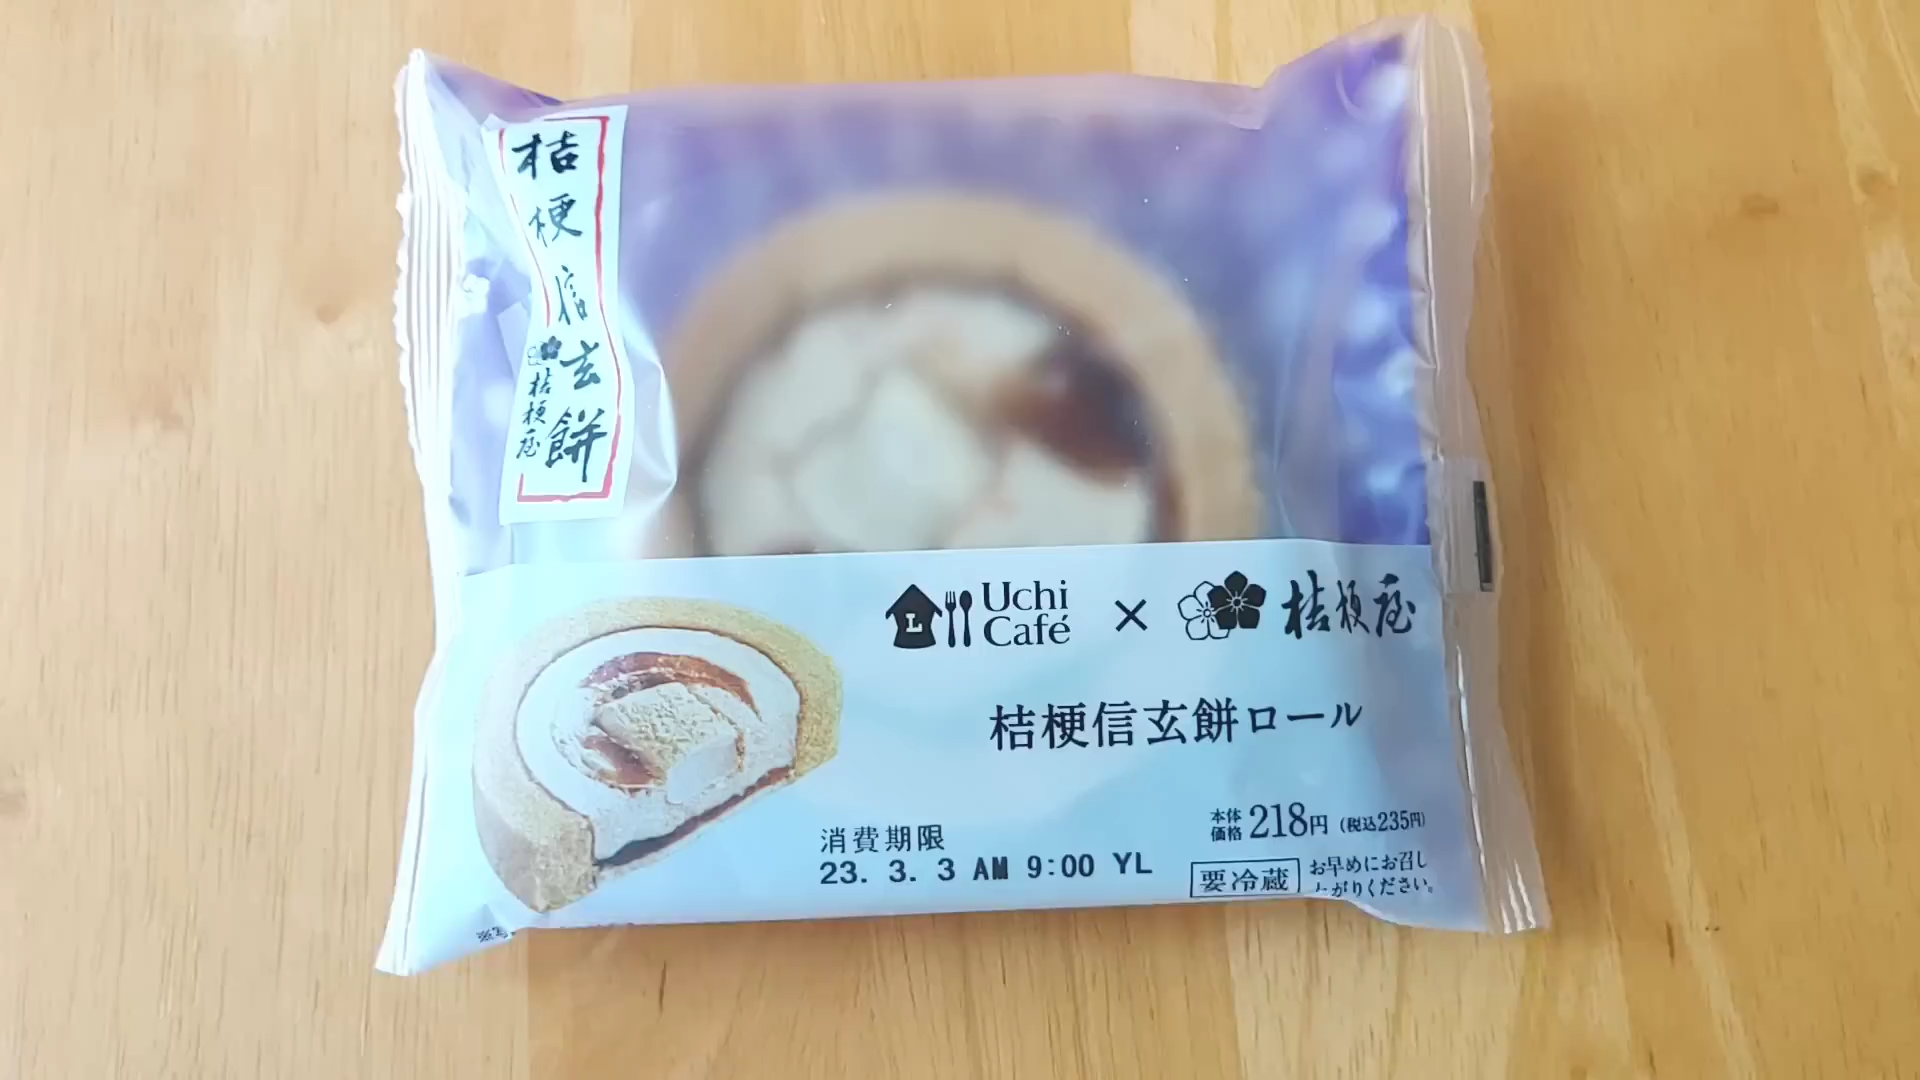 桔梗信玄餅
桔梗屋
Uchi
Café
×
桔梗屋
桔梗信玄餅ロール
本体
価格
218円
(税込235円)
消費期限
23. 3. 3 AM 9:00 YL
要冷蔵
お早めにお召し
上がりください。